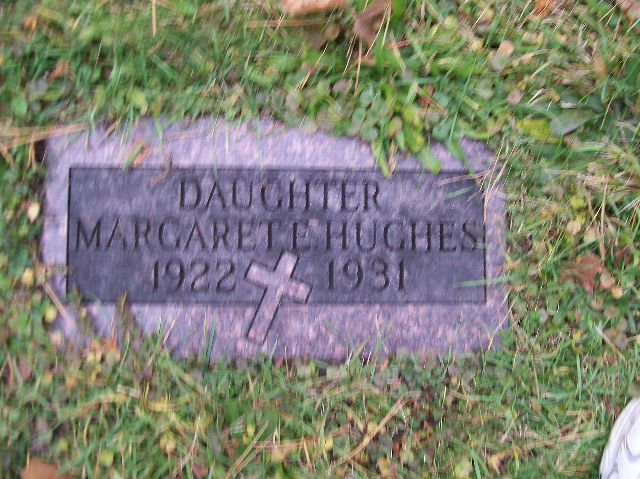 DAUGHTER
MARGARET E HUGHES
1922 1931